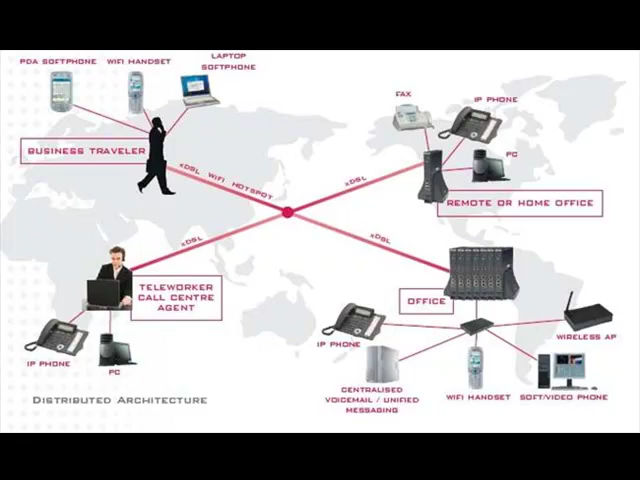 PDA SOFTPHONE
WIFI HANDSET
LAPTOP
SOFTPHONE
FAX
IP PHONE
PC
BUSINESS TRAVELER
xDSL WiFi HOTSPOT
xDSL
REMOTE OR HOME OFFICE
xDSL
xDSL
TELEWORKER
CALL CENTRE
AGENT
OFFICE
IP PHONE
PC
IP PHONE
WIRELESS AP
CENTRALISED
VOICEMAIL / UNIFIED
MESSAGING
WIFI HANDSET
SOFT/VIDEO PHONE
DISTRIBUTED ARCHITECTURE